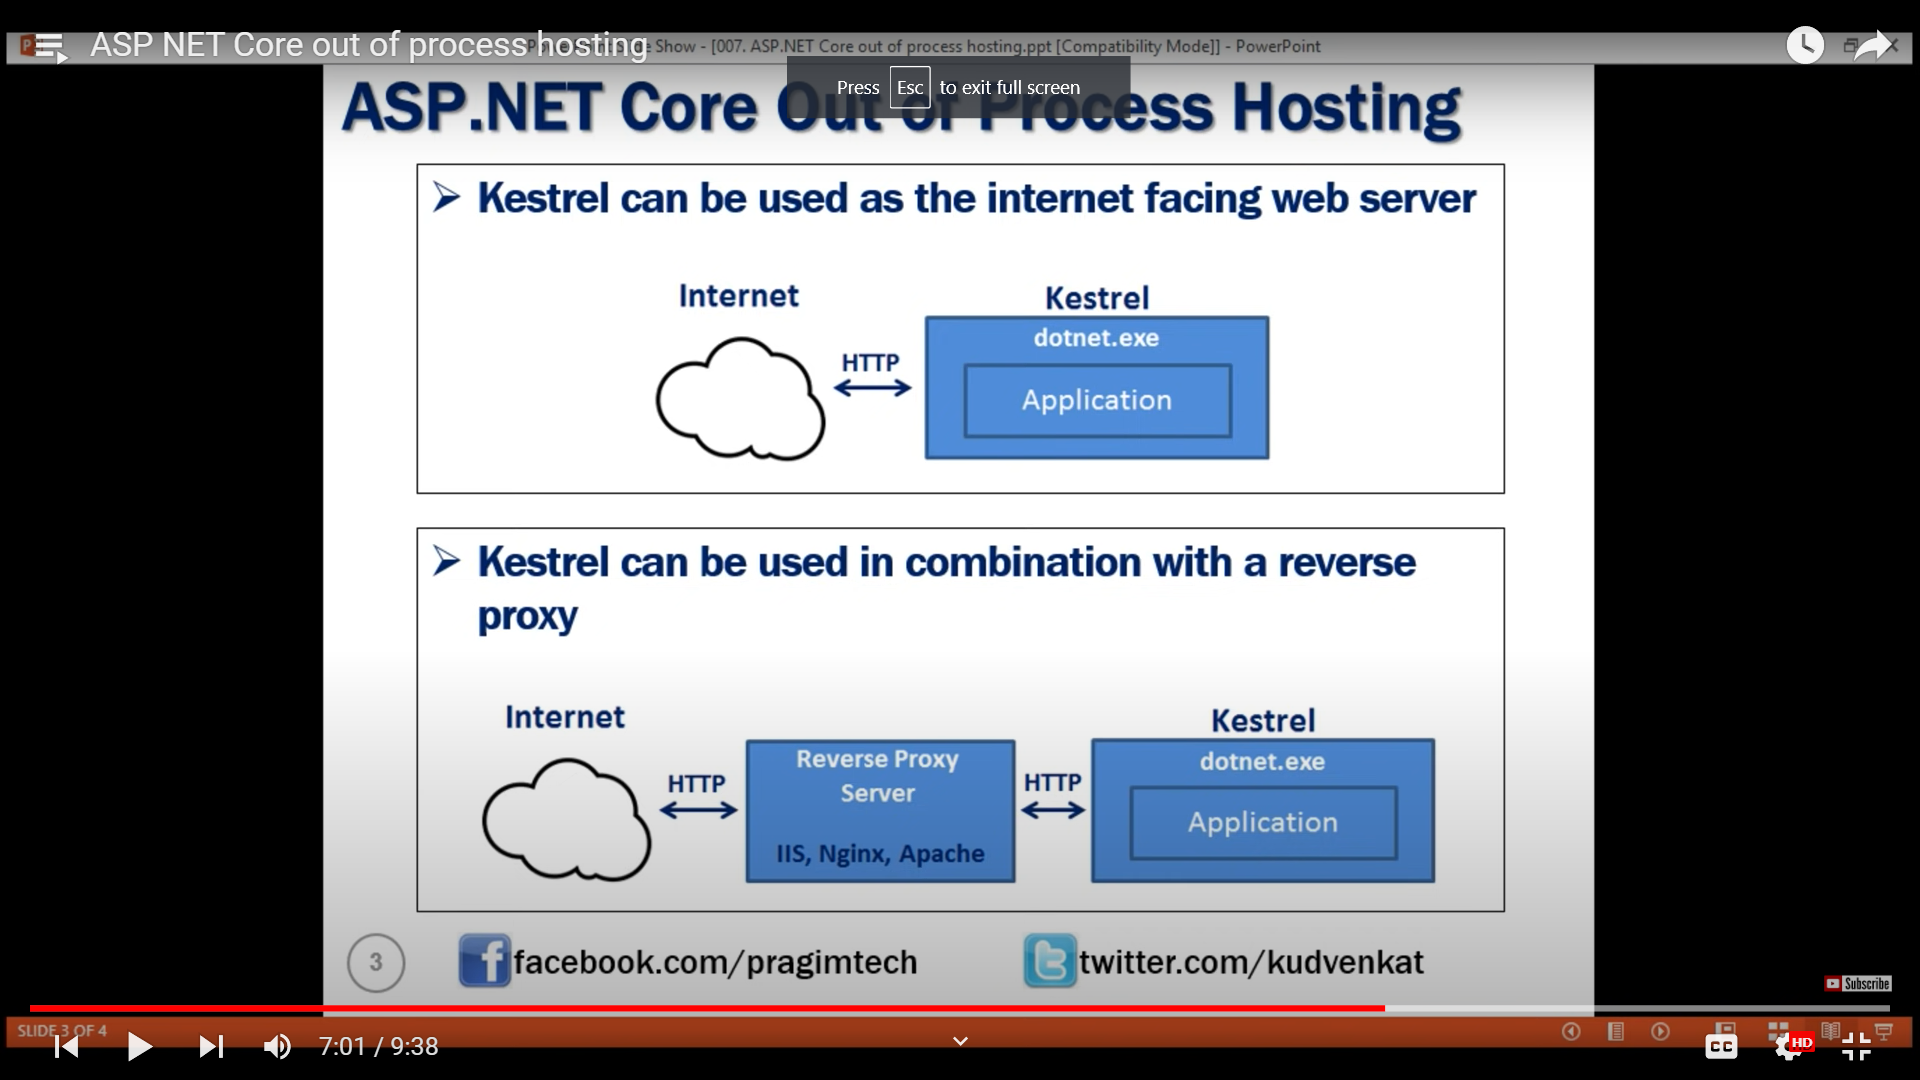 ASP NET Core out of process hosting
Show - [007. ASP.NET Core out of process hosting.ppt [Compatibility Mode]] - PowerPoint
Press Esc to exit full screen
ASP.NET Core Out of Process Hosting
Kestrel can be used as the internet facing web server
Internet
Kestrel
dotnet.exe
HTTP
Application
Kestrel can be used in combination with a reverse
proxy
Internet
Kestrel
Reverse Proxy
Server
dotnet.exe
HTTP
HTTP
Application
IIS, Nginx, Apache
3
facebook.com/pragimtech
twitter.com/kudvenkat
Subscribe
SLIDE 3 OF 4
7:01 / 9:38
CC
HD